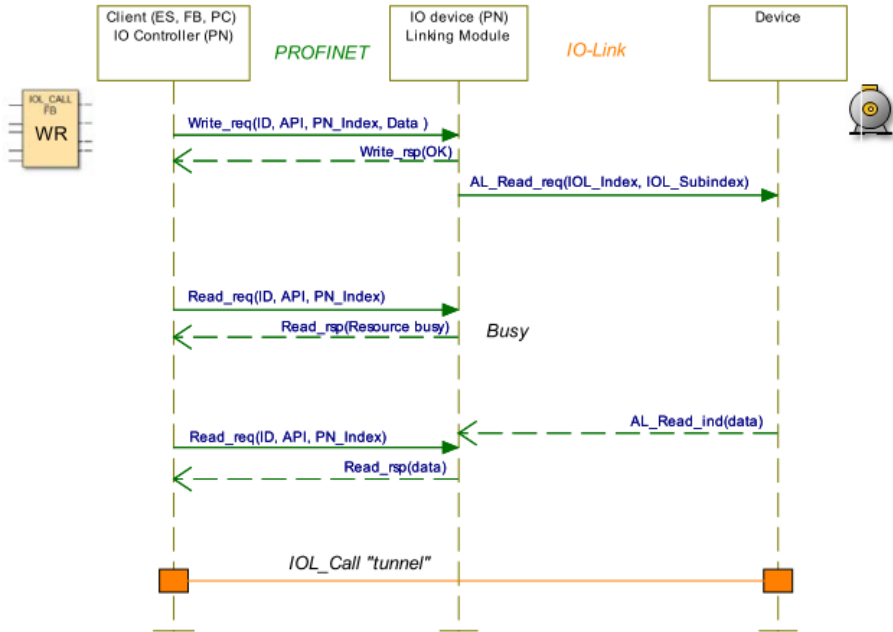 Client (ES, FB, PC)
IO Controller (PN)
PROFINET
IO device (PN)
Linking Module
IO-Link
Device
IOL_CALL
FB
WR
Write_req(ID, API, PN_Index, Data )
Write_rsp(OK)
AL_Read_req(IOL_Index, IOL_Subindex)
Read_req(ID, API, PN_Index)
Read_rsp(Resource busy)
Busy
AL_Read_ind(data)
Read_req(ID, API, PN_Index)
Read_rsp(data)
IOL_Call "tunnel"